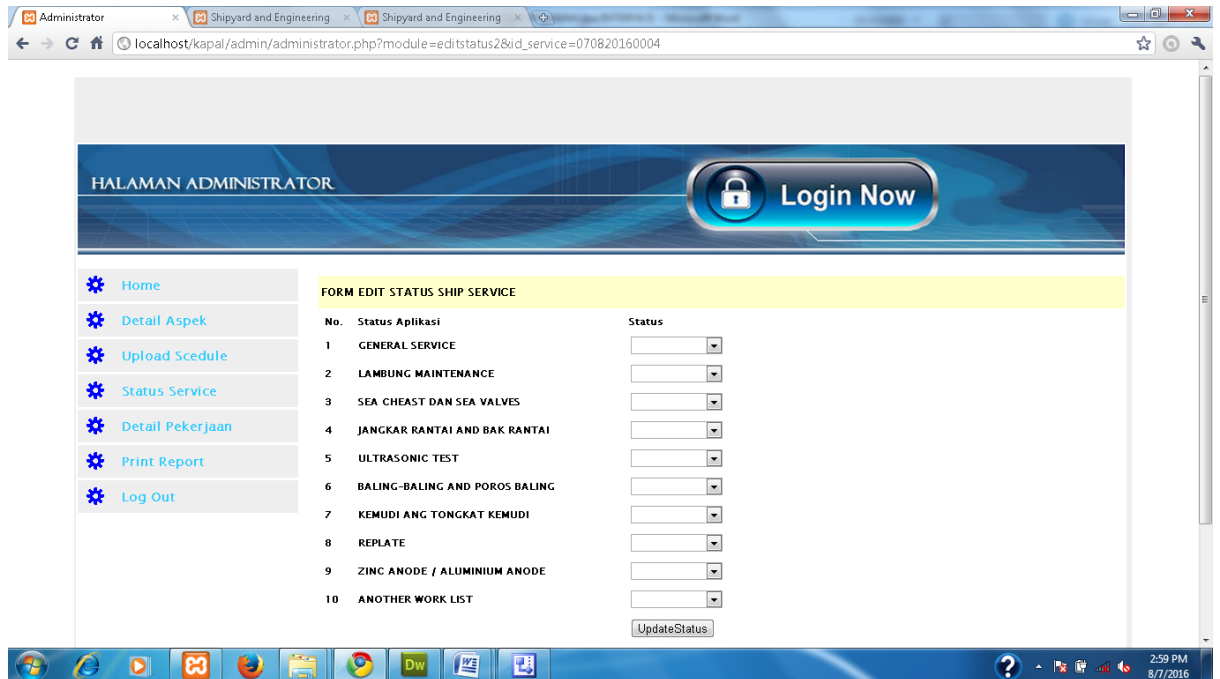 Administrator
Shipyard and Engineering
Shipyard and Engineering
localhost/kapal/admin/administrator.php?module=editstatus2&id_service=070820160004
HALAMAN ADMINISTRATOR
Login Now
Home
Detail Aspek
Upload Scedule
Status Service
Detail Pekerjaan
Print Report
Log Out
FORM EDIT STATUS SHIP SERVICE
No. Status Aplikasi Status
1 GENERAL SERVICE
2 LAMBUNG MAINTENANCE
3 SEA CHEAST DAN SEA VALVES
4 JANGKAR RANTAI AND BAK RANTAI
5 ULTRASONIC TEST
6 BALING-BALING AND POROS BALING
7 KEMUDI ANG TONGKAT KEMUDI
8 REPLATE
9 ZINC ANODE / ALUMINIUM ANODE
10 ANOTHER WORK LIST
UpdateStatus
Dw
2:59 PM
8/7/2016